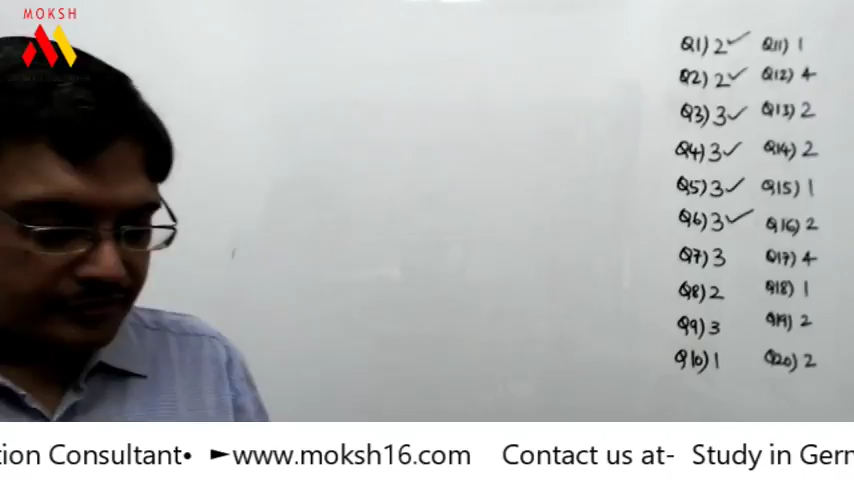 MOKSH
Q1) 2 ✓ Q11) 1
Q2) 2 ✓ Q12) 4
Q3) 3 ✓ Q13) 2
Q4) 3 ✓ Q14) 2
Q5) 3 ✓ Q15) 1
Q6) 3 ✓ Q16) 2
Q7) 3 Q17) 4
Q8) 2 Q18) 1
Q9) 3 Q19) 2
Q10) 1 Q20) 2
tion Consultant• ►www.moksh16.com Contact us at- Study in Germ